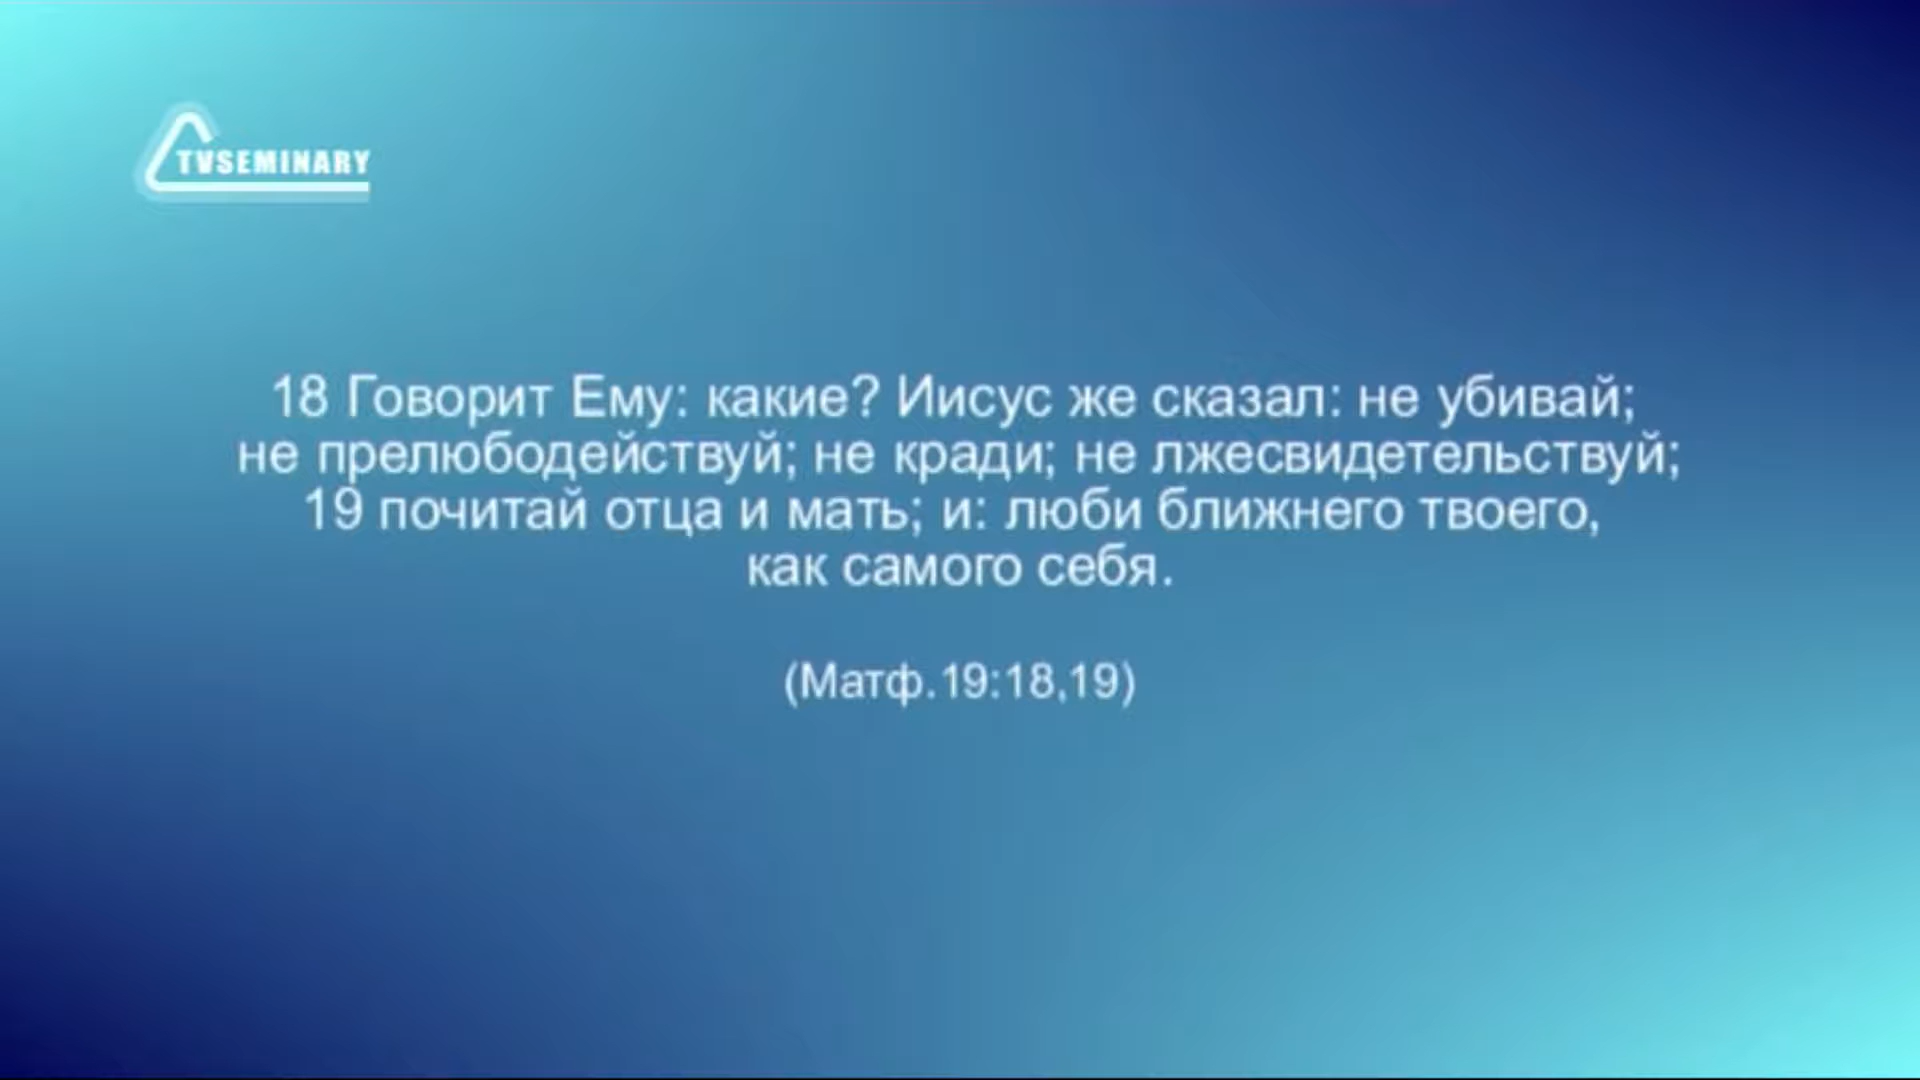 TVSEMINARY
18 Говорит Ему: какие? Иисус же сказал: не убивай;
не прелюбодействуй; не кради; не лжесвидетельствуй;
19 почитай отца и мать; и: люби ближнего твоего,
как самого себя.
(Матф.19:18,19)